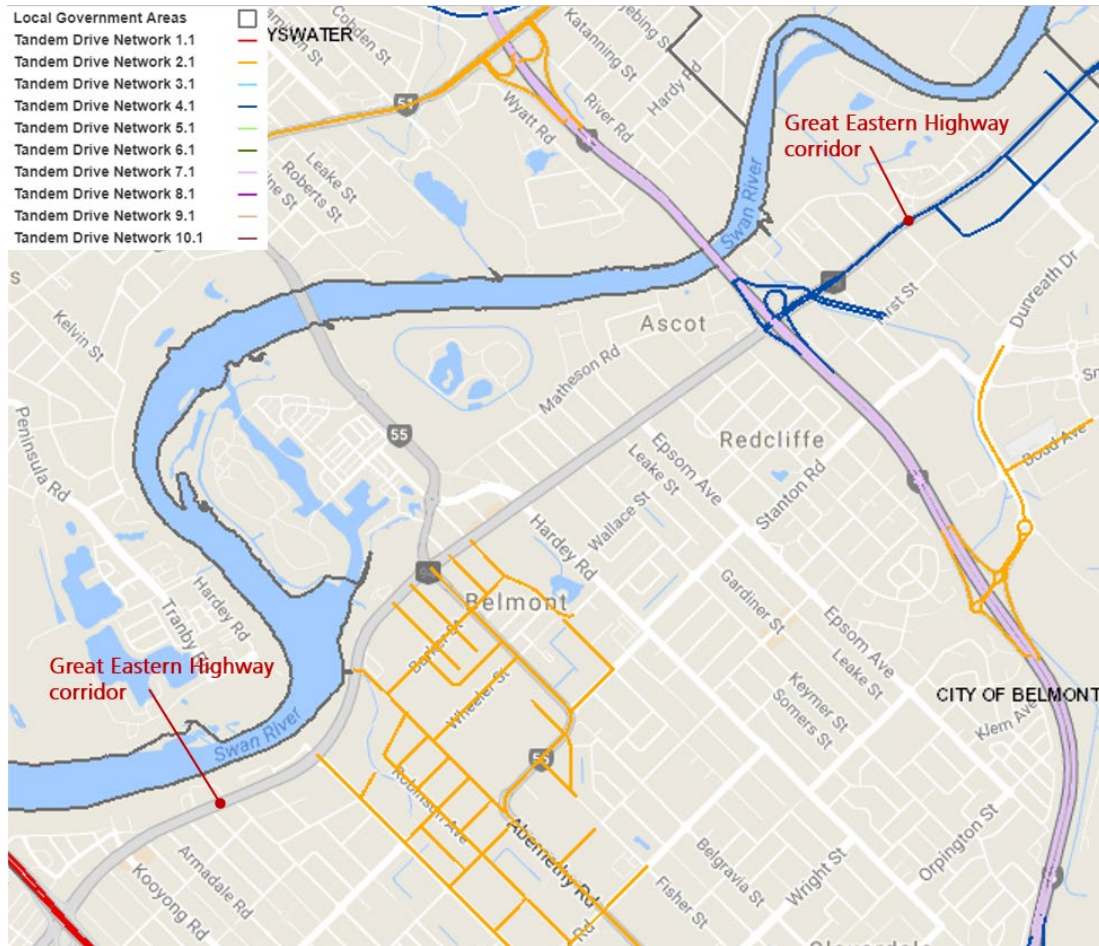 Local Government Areas
Tandem Drive Network 1.1
Tandem Drive Network 2.1
Tandem Drive Network 3.1
Tandem Drive Network 4.1
Tandem Drive Network 5.1
Tandem Drive Network 6.1
Tandem Drive Network 7.1
Tandem Drive Network 8.1
Tandem Drive Network 9.1
Tandem Drive Network 10.1
YSWATER
Cobden St
Katanning St
51
Wyatt Rd
River Rd
Hardy Rd
Great Eastern Highway
corridor
Leake St
Roberts St
Swan River
Kelvin St
Ascot
Dunreath Dr
Matheson Rd
55
Redcliffe
Peninsula Rd
Epsom Ave
Leake St
Stanton Rd
Boud Ave
Wallace St
Hardey Rd
Hardey Rd
Tranby
Belmont
Gardiner St
Epsom Ave
Leake St
Great Eastern Highway
corridor
Wheeler St
Keymer St
Somers St
CITY OF BELMONT
Klem Ave
Swan River
55
Robinson Ave
Abernethy Rd
Orpington St
Armadale Rd
Kooyong Rd
Belgravia St
Wright St
Fisher St
Rd